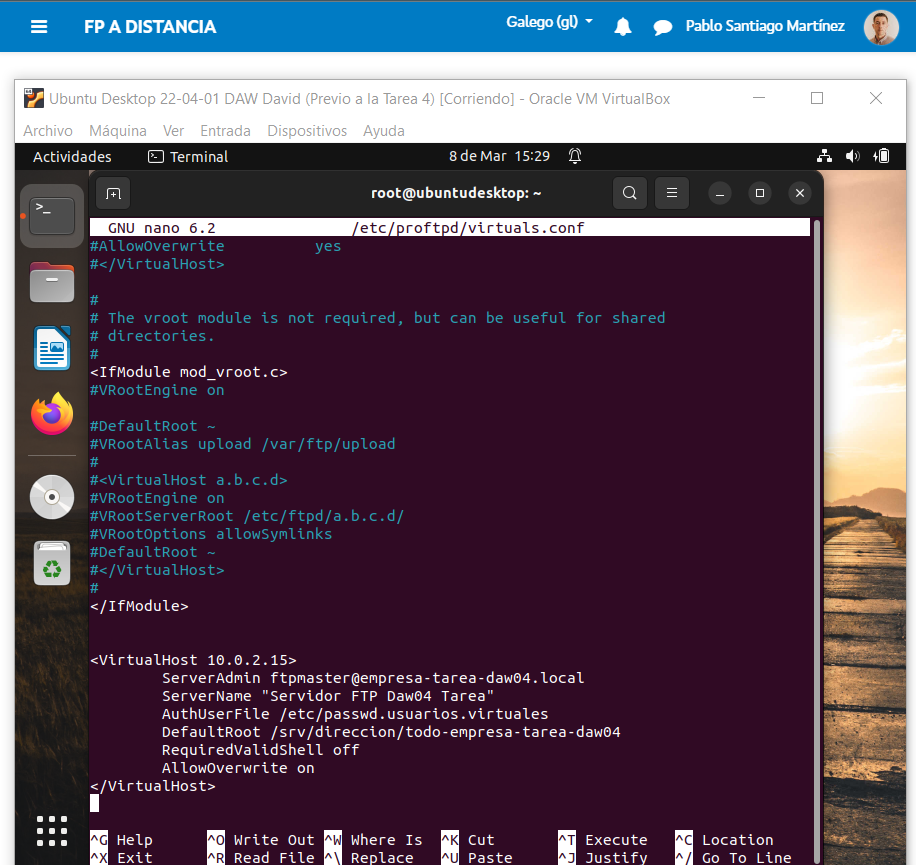 FP A DISTANCIA
Galego (gl)
Pablo Santiago Martínez
Ubuntu Desktop 22-04-01 DAW David (Previo a la Tarea 4) [Corriendo] - Oracle VM VirtualBox
Archivo Máquina Ver Entrada Dispositivos Ayuda
Actividades Terminal 8 de Mar 15:29
root@ubuntudesktop: ~
GNU nano 6.2 /etc/proftpd/virtuals.conf
#AllowOverwrite yes
#</VirtualHost>
#
# The vroot module is not required, but can be useful for shared
# directories.
#
<IfModule mod_vroot.c>
#VRootEngine on
#DefaultRoot ~
#VRootAlias upload /var/ftp/upload
#
#<VirtualHost a.b.c.d>
#VRootEngine on
#VRootServerRoot /etc/ftpd/a.b.c.d/
#VRootOptions allowSymlinks
#DefaultRoot ~
#</VirtualHost>
#
</IfModule>
<VirtualHost 10.0.2.15>
ServerAdmin ftpmaster@empresa-tarea-daw04.local
ServerName "Servidor FTP Daw04 Tarea"
AuthUserFile /etc/passwd.usuarios.virtuales
DefaultRoot /srv/direccion/todo-empresa-tarea-daw04
RequiredValidShell off
AllowOverwrite on
</VirtualHost>
^G Help ^O Write Out ^W Where Is ^K Cut ^T Execute ^C Location
^X Exit ^R Read File ^\ Replace ^U Paste ^J Justify ^/ Go To Line